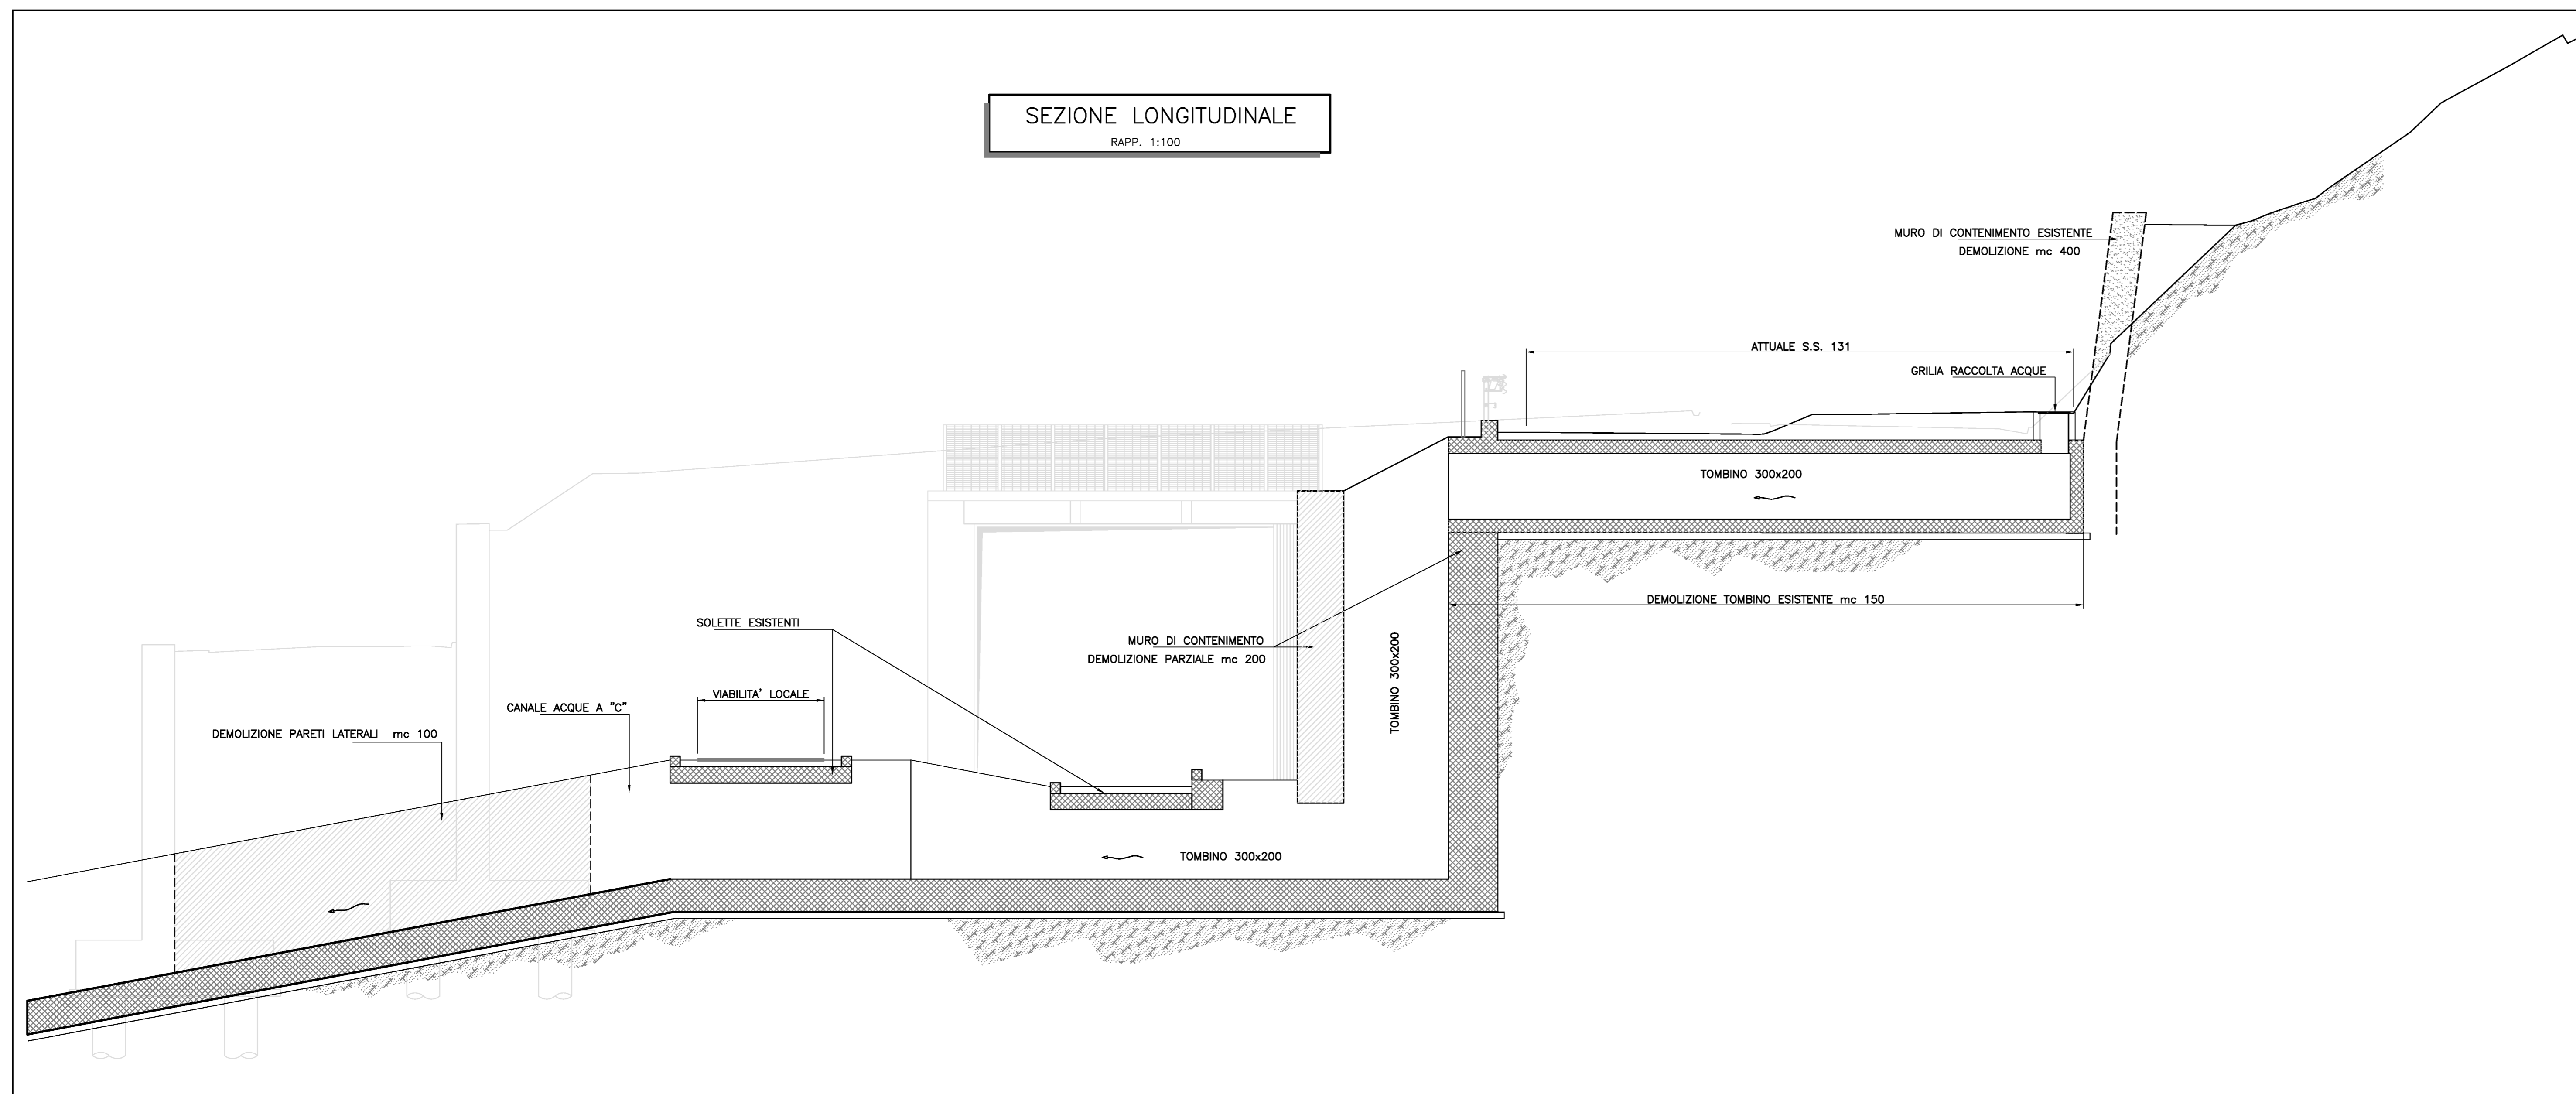 SEZIONE LONGITUDINALE
RAPP. 1:100
MURO DI CONTENIMENTO ESISTENTE
DEMOLIZIONE mc 400
ATTUALE S.S. 131
GRILIA RACCOLTA ACQUE
TOMBINO 300x200
DEMOLIZIONE TOMBINO ESISTENTE mc 150
SOLETTE ESISTENTI
MURO DI CONTENIMENTO
DEMOLIZIONE PARZIALE mc 200
TOMBINO 300x200
VIABILITA' LOCALE
CANALE ACQUE A "C"
DEMOLIZIONE PARETI LATERALI mc 100
TOMBINO 300x200